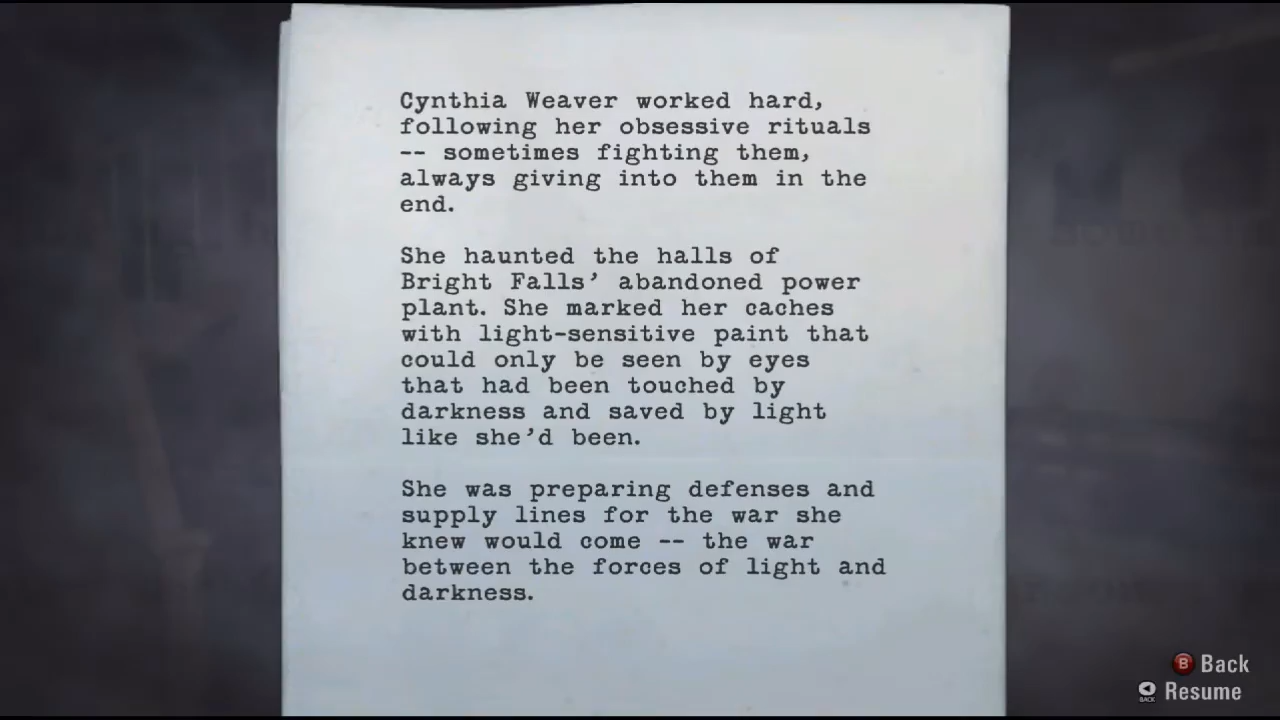 Cynthia Weaver worked hard,
following her obsessive rituals
-- sometimes fighting them,
always giving into them in the
end.
She haunted the halls of
Bright Falls’ abandoned power
plant. She marked her caches
with light-sensitive paint that
could only be seen by eyes
that had been touched by
darkness and saved by light
like she’d been.
She was preparing defenses and
supply lines for the war she
knew would come -- the war
between the forces of light and
darkness.
B Back
BACK Resume